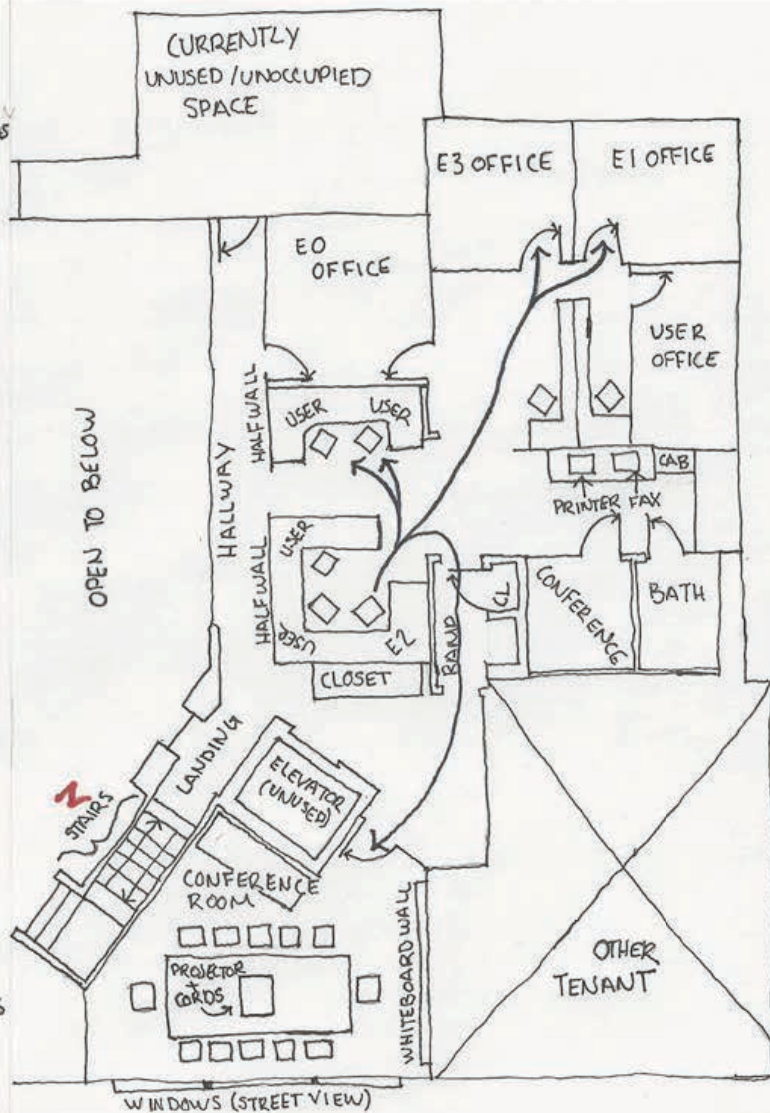 CURRENTLY
UNUSED/UNOCCUPIED
SPACE
E3 OFFICE
E1 OFFICE
E0
OFFICE
USER
OFFICE
HALFWALL
USER
USER
OPEN TO BELOW
HALLWAY
CAB
PRINTER
FAX
HALFWALL
USER
USER
E2
RAMP
CL
CONFERENCE
BATH
CLOSET
LANDING
ELEVATOR
(UNUSED)
STAIRS
CONFERENCE
ROOM
WHITEBOARD WALL
PROJECTOR
+
CORDS
OTHER
TENANT
WINDOWS (STREET VIEW)